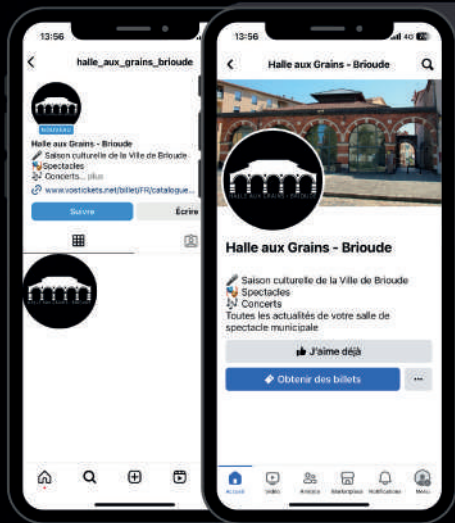 13:56
halle_aux_grains_brioude
NOUVEAU
Halle aux Grains - Brioude
Saison culturelle de la Ville de Brioude
Spectacles
Concerts... plus
www.vostickets.net/billet/FR/catalogue...
Suivre
Écrire
13:56
4G
Halle aux Grains - Brioude
HALLE AUX GRAINS - BRIOUDE
Halle aux Grains - Brioude
Saison culturelle de la Ville de Brioude
Spectacles
Concerts
Toutes les actualités de votre salle de
spectacle municipale
J'aime déjà
Obtenir des billets
Accueil
Vidéo
Marketplace
Notifications
Menu